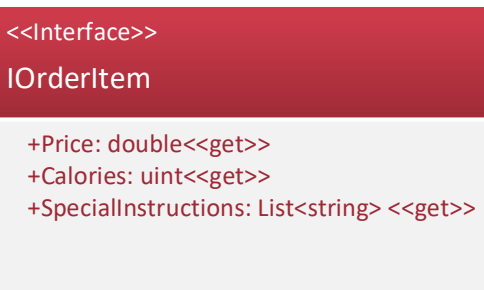 <<Interface>>
IOrderItem
+Price: double<<get>>
+Calories: uint<<get>>
+SpecialInstructions: List<string> <<get>>